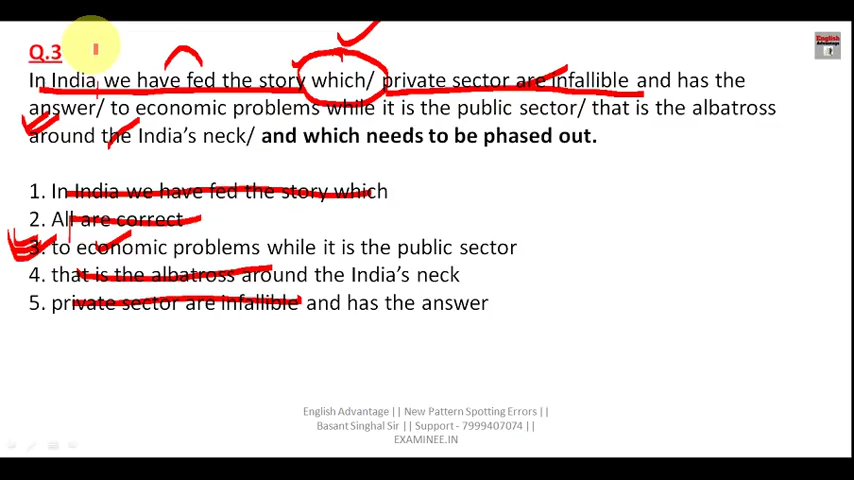 English
Advantage
Q.3
In India we have fed the story which/ private sector are infallible and has the
answer/ to economic problems while it is the public sector/ that is the albatross
around the India's neck/ and which needs to be phased out.
1. In India we have fed the story which
2. All are correct
3. to economic problems while it is the public sector
4. that is the albatross around the India's neck
5. private sector are infallible and has the answer
English Advantage || New Pattern Spotting Errors ||
Basant Singhal Sir || Support - 7999407074 ||
EXAMINEE.IN